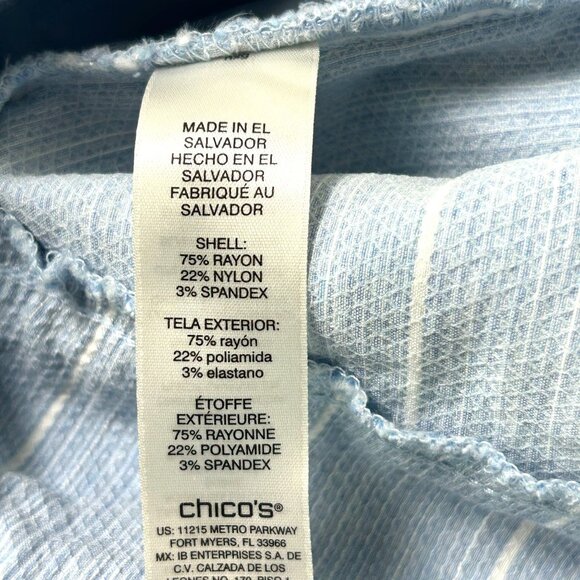 MADE IN EL
SALVADOR
HECHO EN EL
SALVADOR
FABRIQUÉ AU
SALVADOR
SHELL:
75% RAYON
22% NYLON
3% SPANDEX
TELA EXTERIOR:
75% rayón
22% poliamida
3% elastano
ÉTOFFE
EXTÉRIEURE:
75% RAYONNE
22% POLYAMIDE
3% SPANDEX
chico's®
US: 11215 METRO PARKWAY
FORT MYERS, FL 33966
MX: IB ENTERPRISES S.A. DE
C.V. CALZADA DE LOS